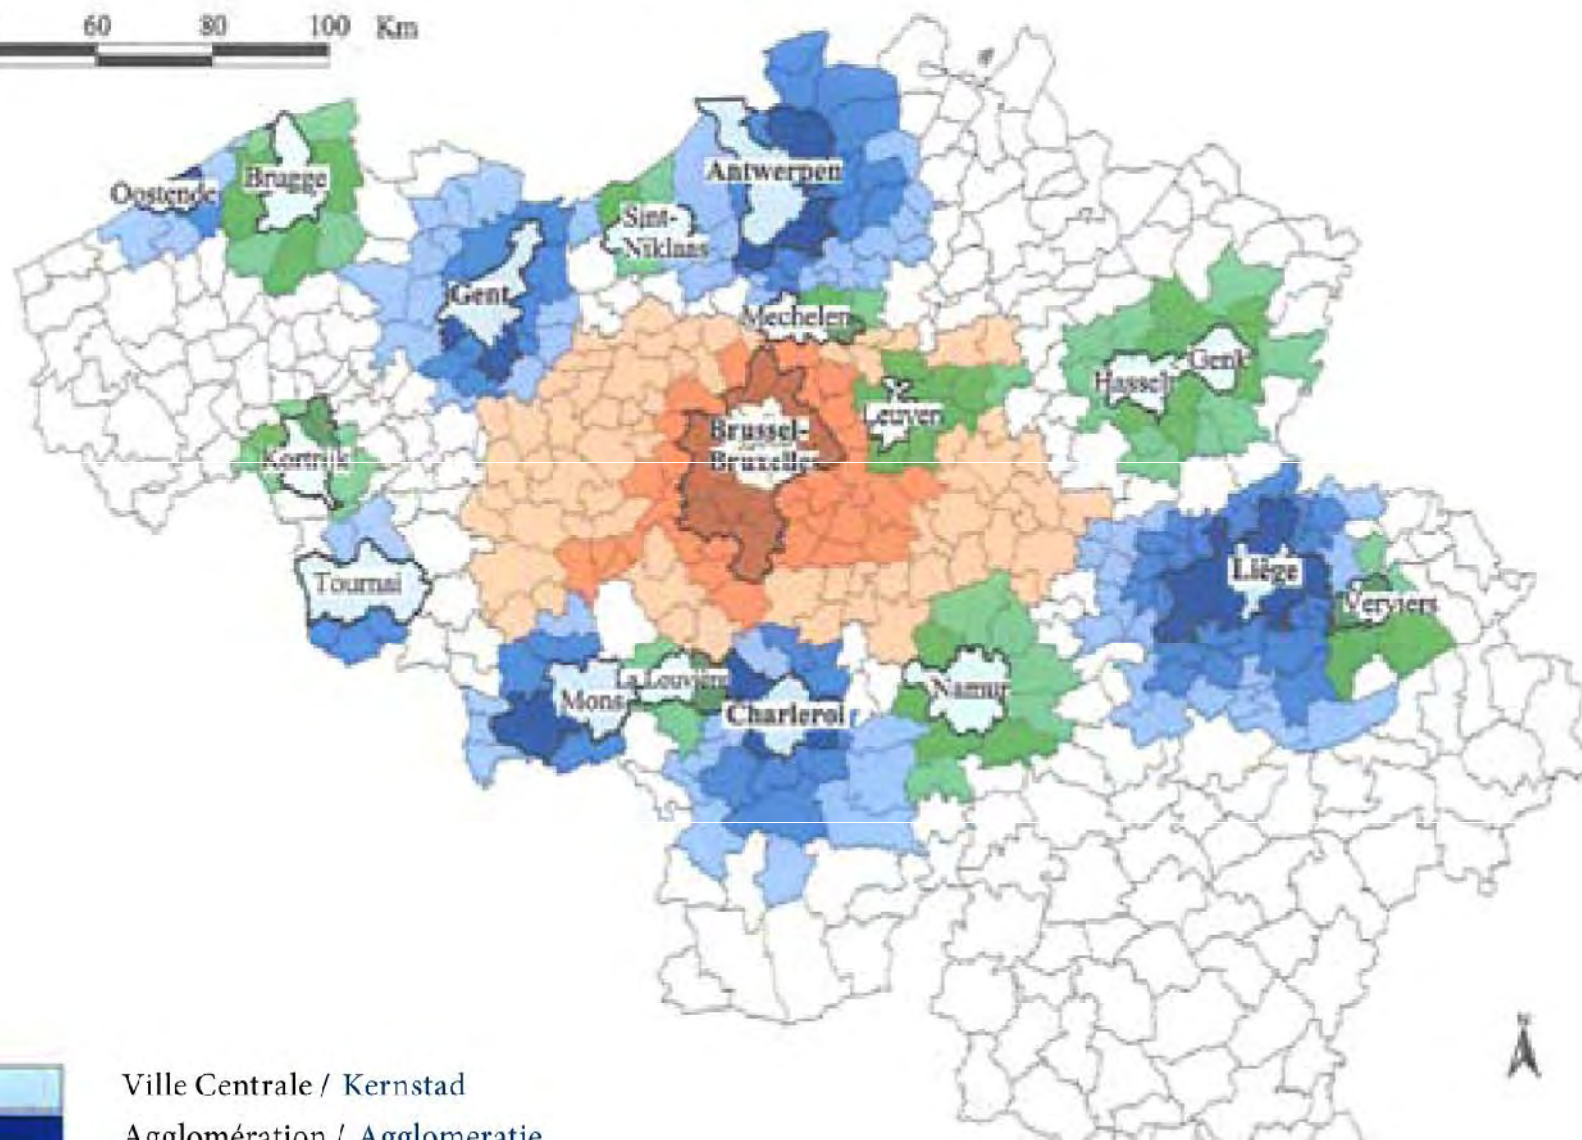 60 80 100 Km
Antwerpen
Oostende
Brugge
Sint-
Niklaas
Gent
Mechelen
Genk
Hasselt
Leuven
Brussel-
Bruxelles
Kortrijk
Tournai
Liège
Verviers
La Louvière
Namur
Mons
Charleroi
N
Ville Centrale / Kernstad
Agglomération / Agglomeratie